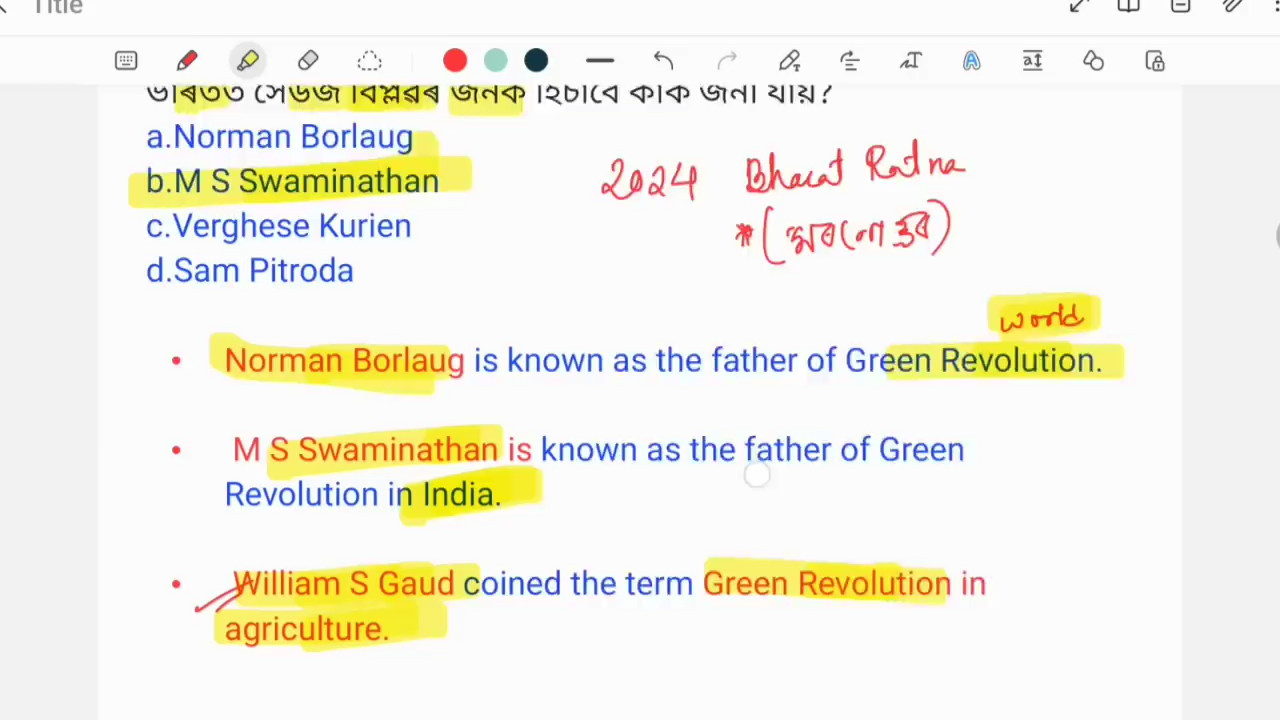 Title
ভাৰতত সেউজ বিপ্লৱৰ জনক হিচাবে কাক জনা যায়?
a.Norman Borlaug
b.M S Swaminathan
c.Verghese Kurien
d.Sam Pitroda
2024 Bharat Ratna
world
• Norman Borlaug is known as the father of Green Revolution.
• M S Swaminathan is known as the father of Green
Revolution in India.
• William S Gaud coined the term Green Revolution in
agriculture.